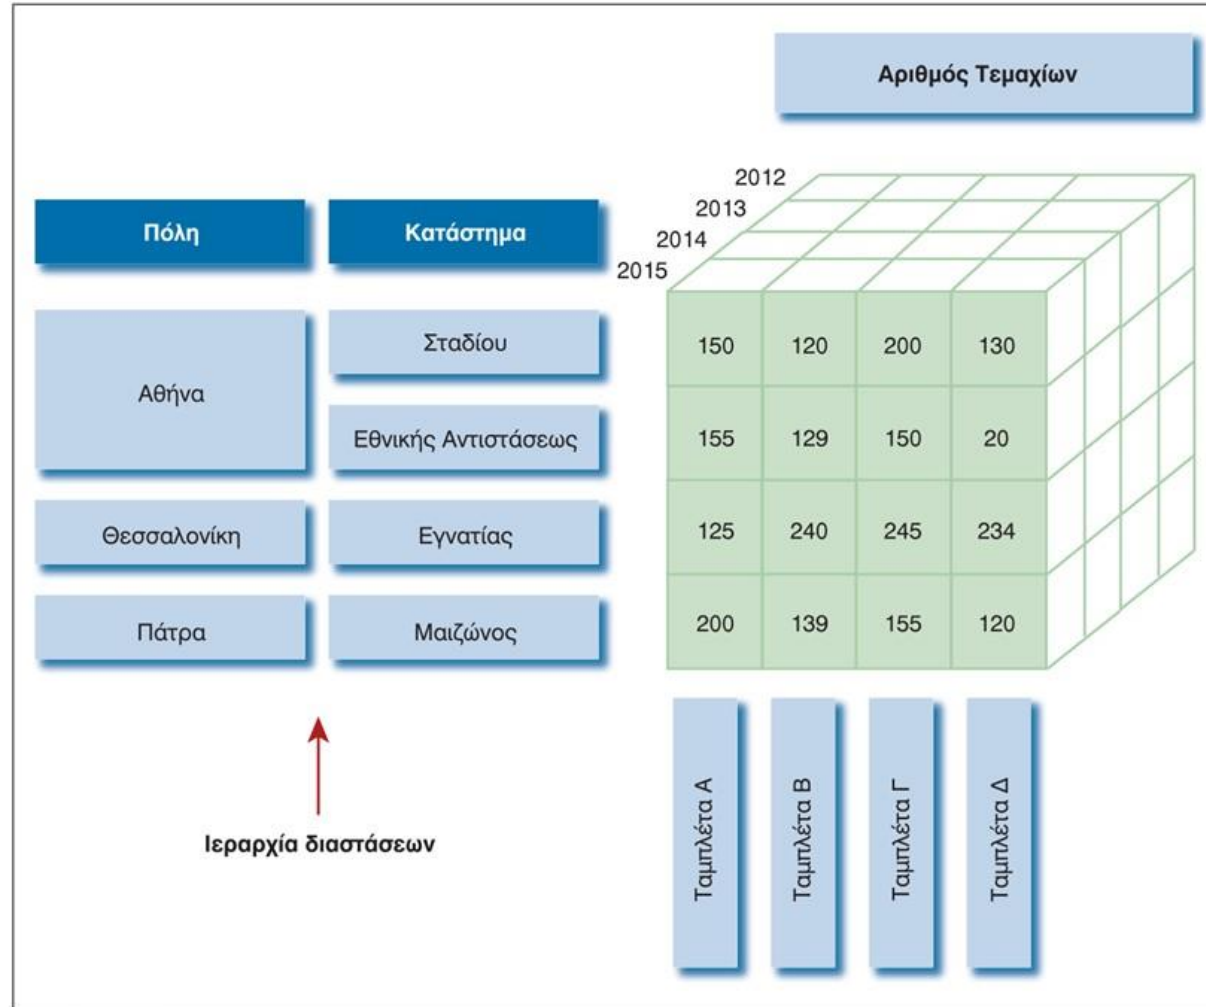 Αριθμός Τεμαχίων
Πόλη Κατάστημα
2012
2013
2014
2015
Αθήνα
Σταδίου
150 120 200 130
Εθνικής Αντιστάσεως
155 129 150 20
Θεσσαλονίκη Εγνατίας
125 240 245 234
Πάτρα Μαιζώνος
200 139 155 120
Ιεραρχία διαστάσεων
Ταμπλέτα Α
Ταμπλέτα Β
Ταμπλέτα Γ
Ταμπλέτα Δ